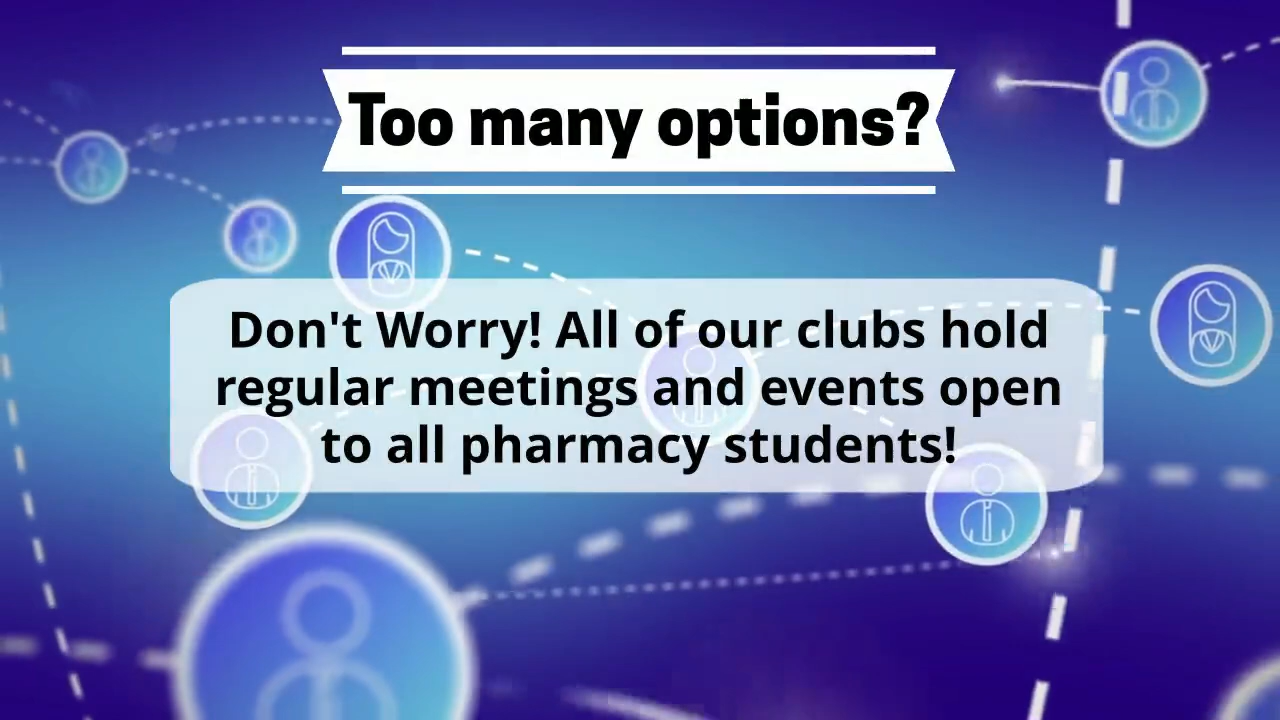 Too many options?
Don't Worry! All of our clubs hold
regular meetings and events open
to all pharmacy students!